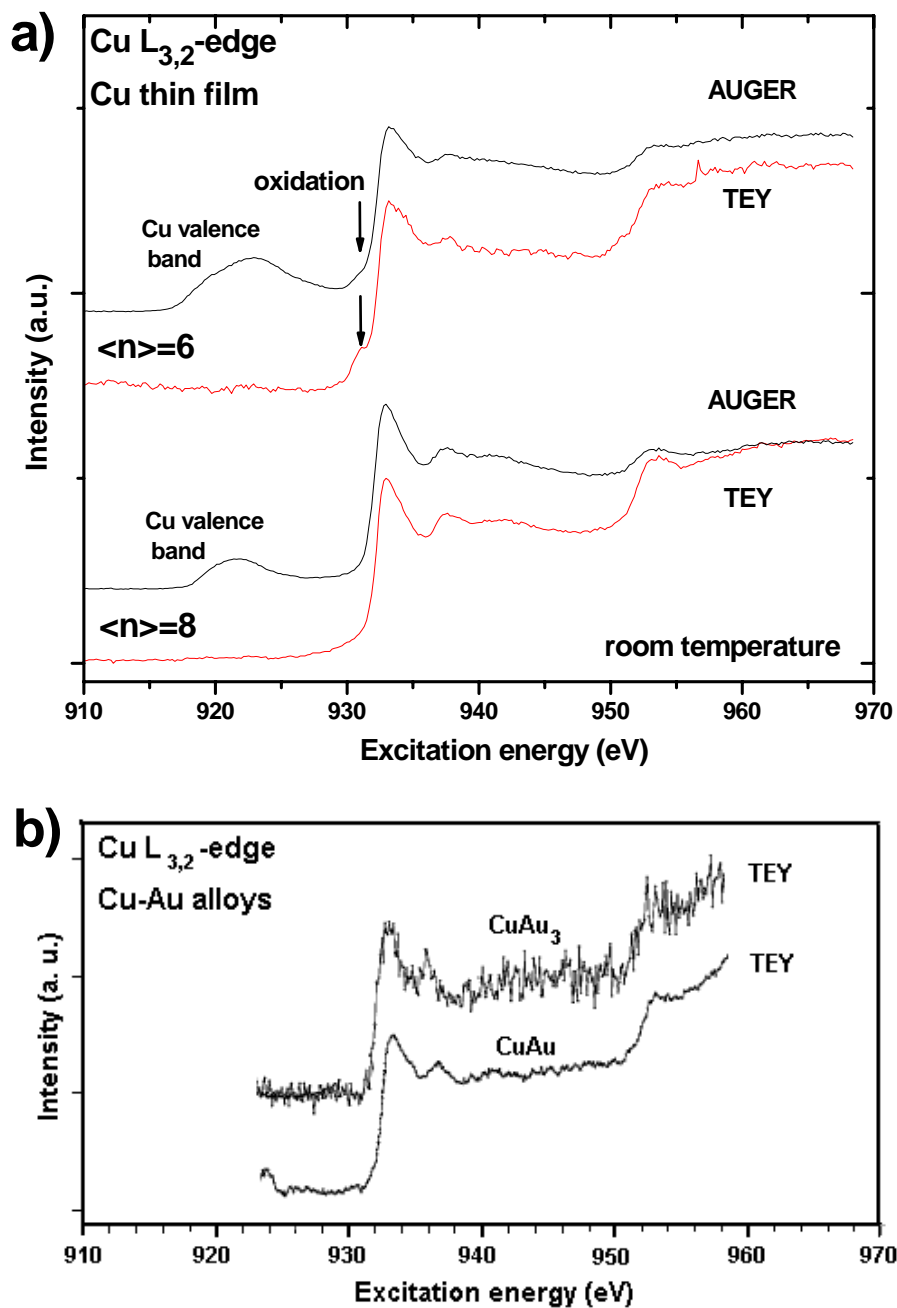 a)
Cu L3,2-edge
Cu thin film
AUGER
oxidation
TEY
Cu valence
band
<n>=6
AUGER
Cu valence
band
TEY
<n>=8
room temperature
Intensity (a.u.)
910 920 930 940 950 960 970
Excitation energy (eV)
b)
Cu L3,2-edge
Cu-Au alloys
TEY
CuAu3
TEY
CuAu
Intensity (a. u.)
910 920 930 940 950 960 970
Excitation energy (eV)